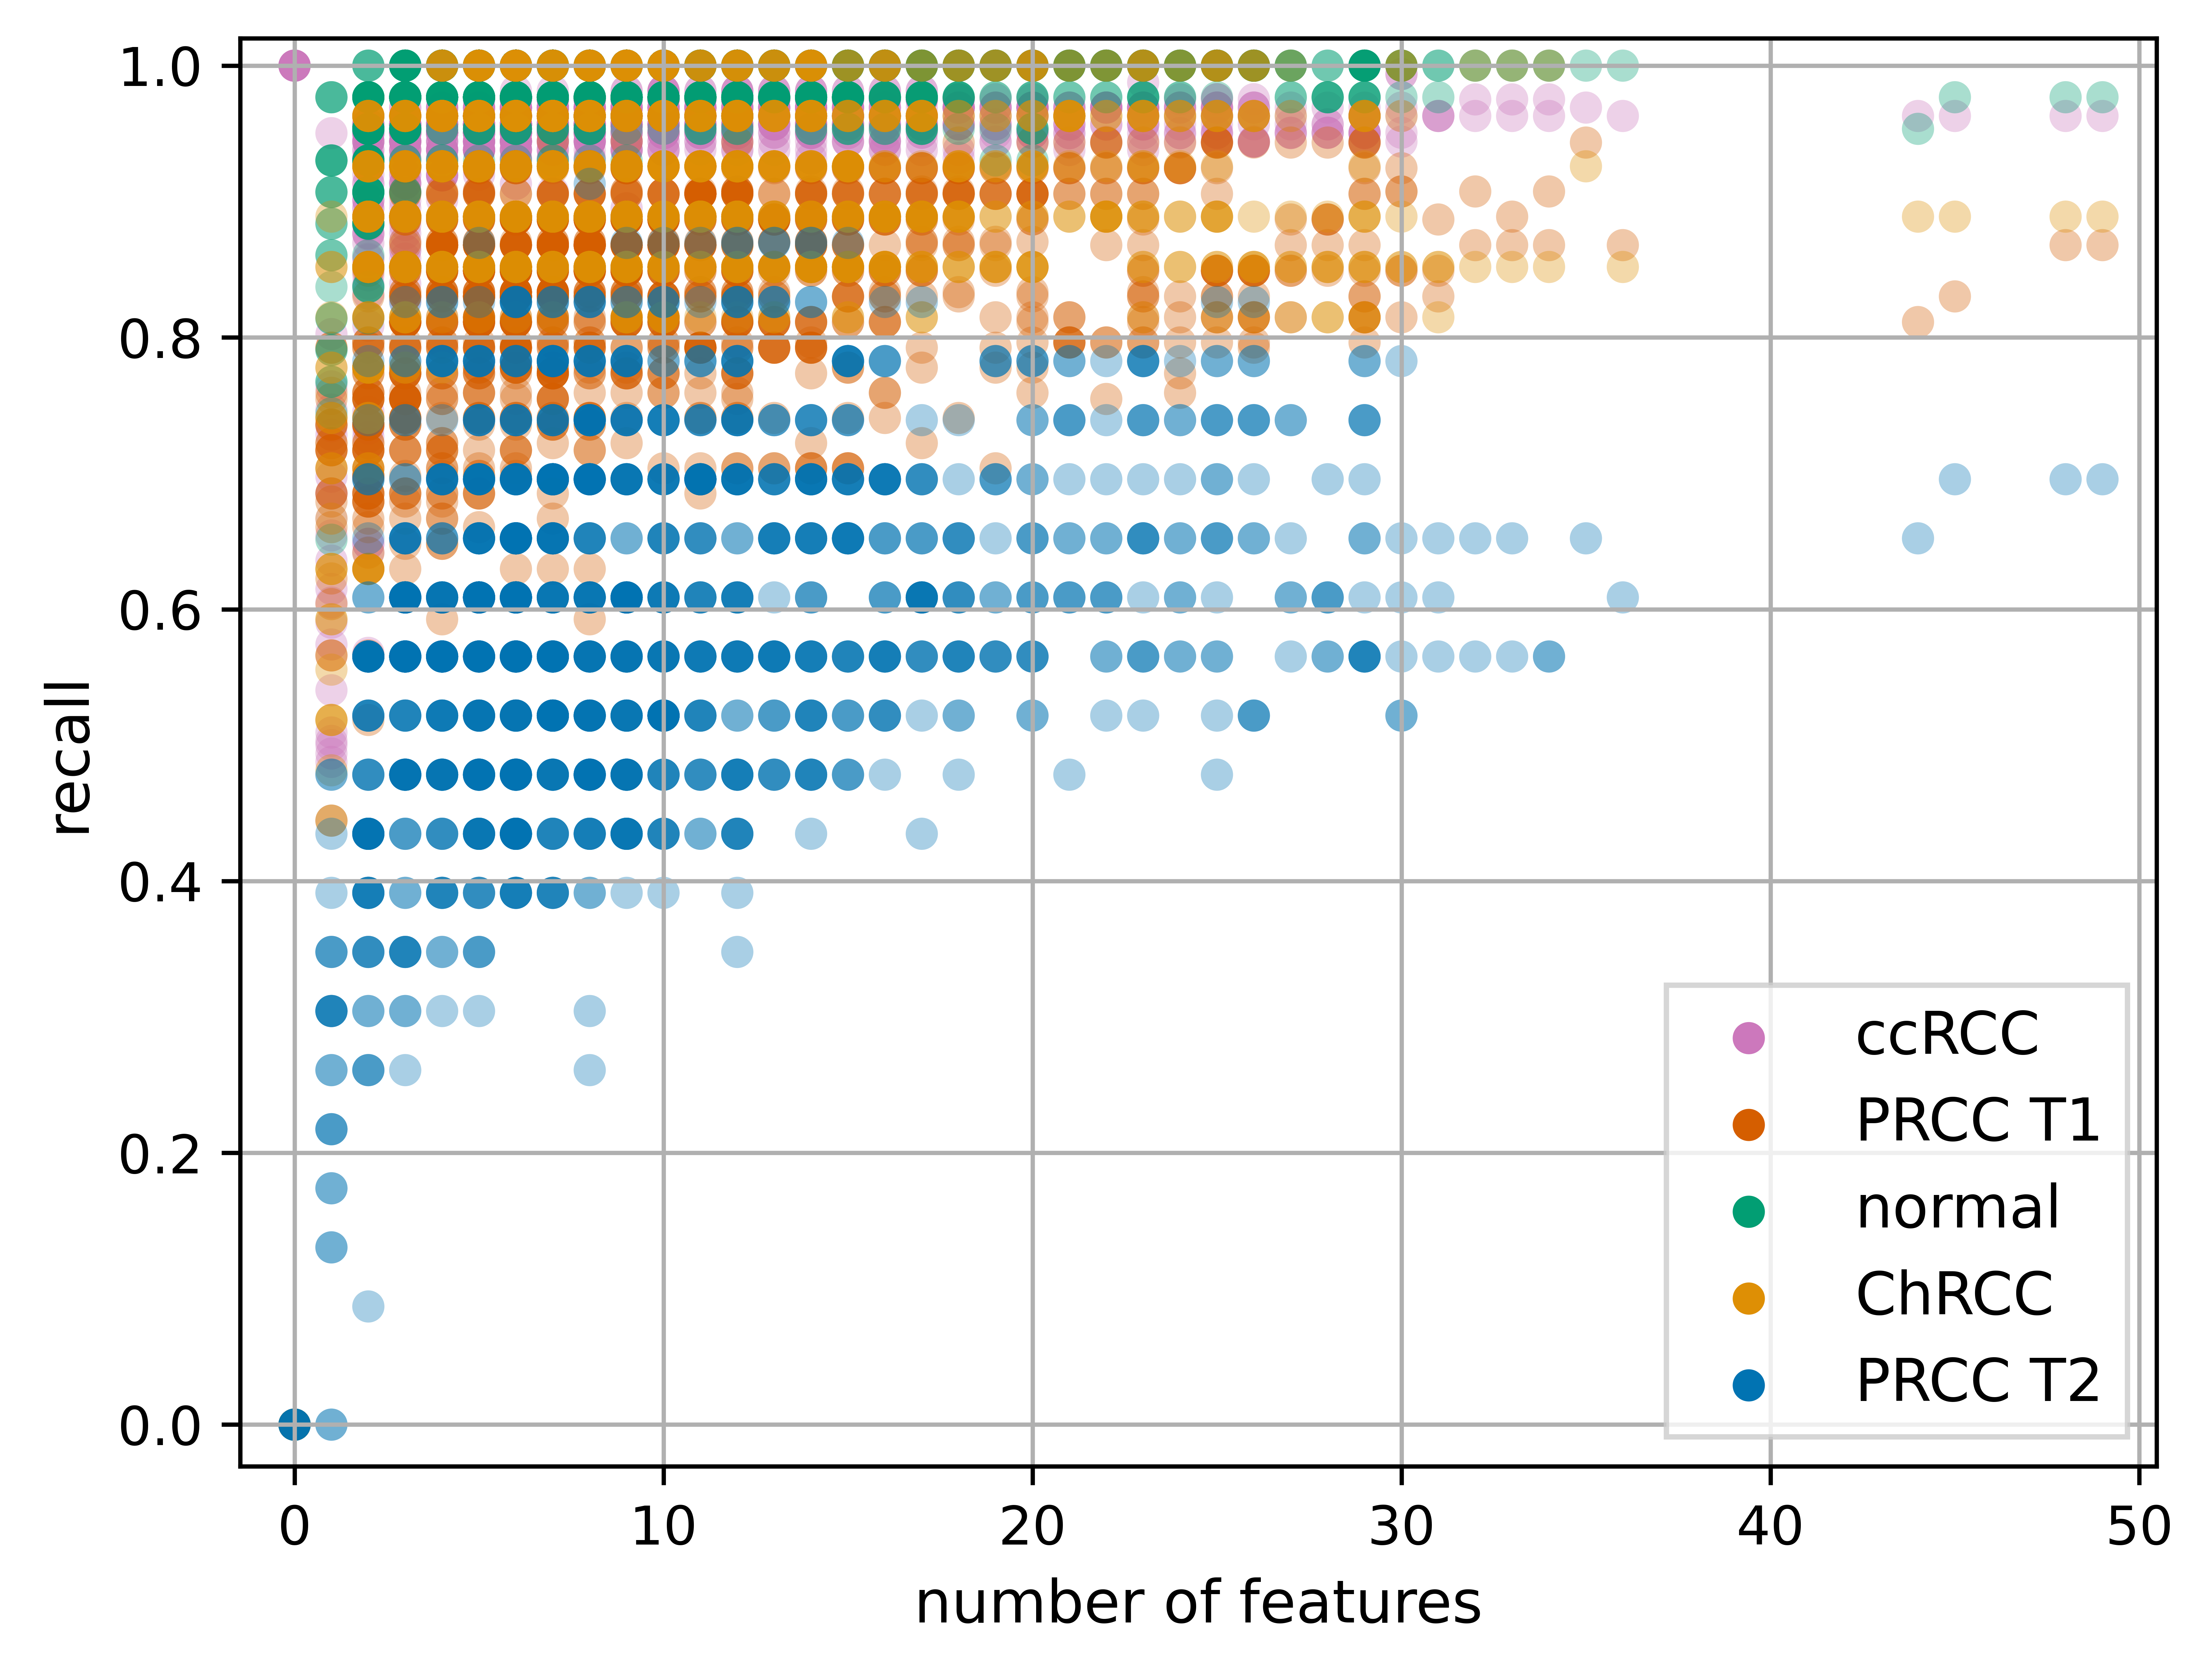 1.0
0.8
0.6
0.4
0.2
0.0
recall
0 10 20 30 40 50
number of features
ccRCC
PRCC T1
normal
ChRCC
PRCC T2